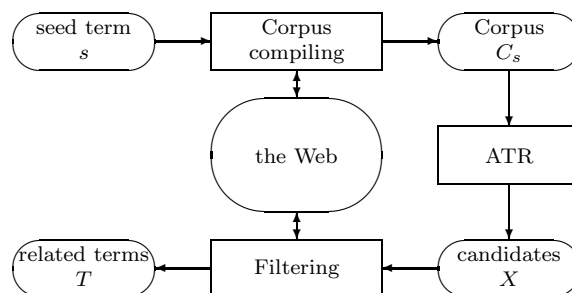 seed term
s
Corpus
compiling
Corpus
C_s
the Web
ATR
related terms
T
Filtering
candidates
X